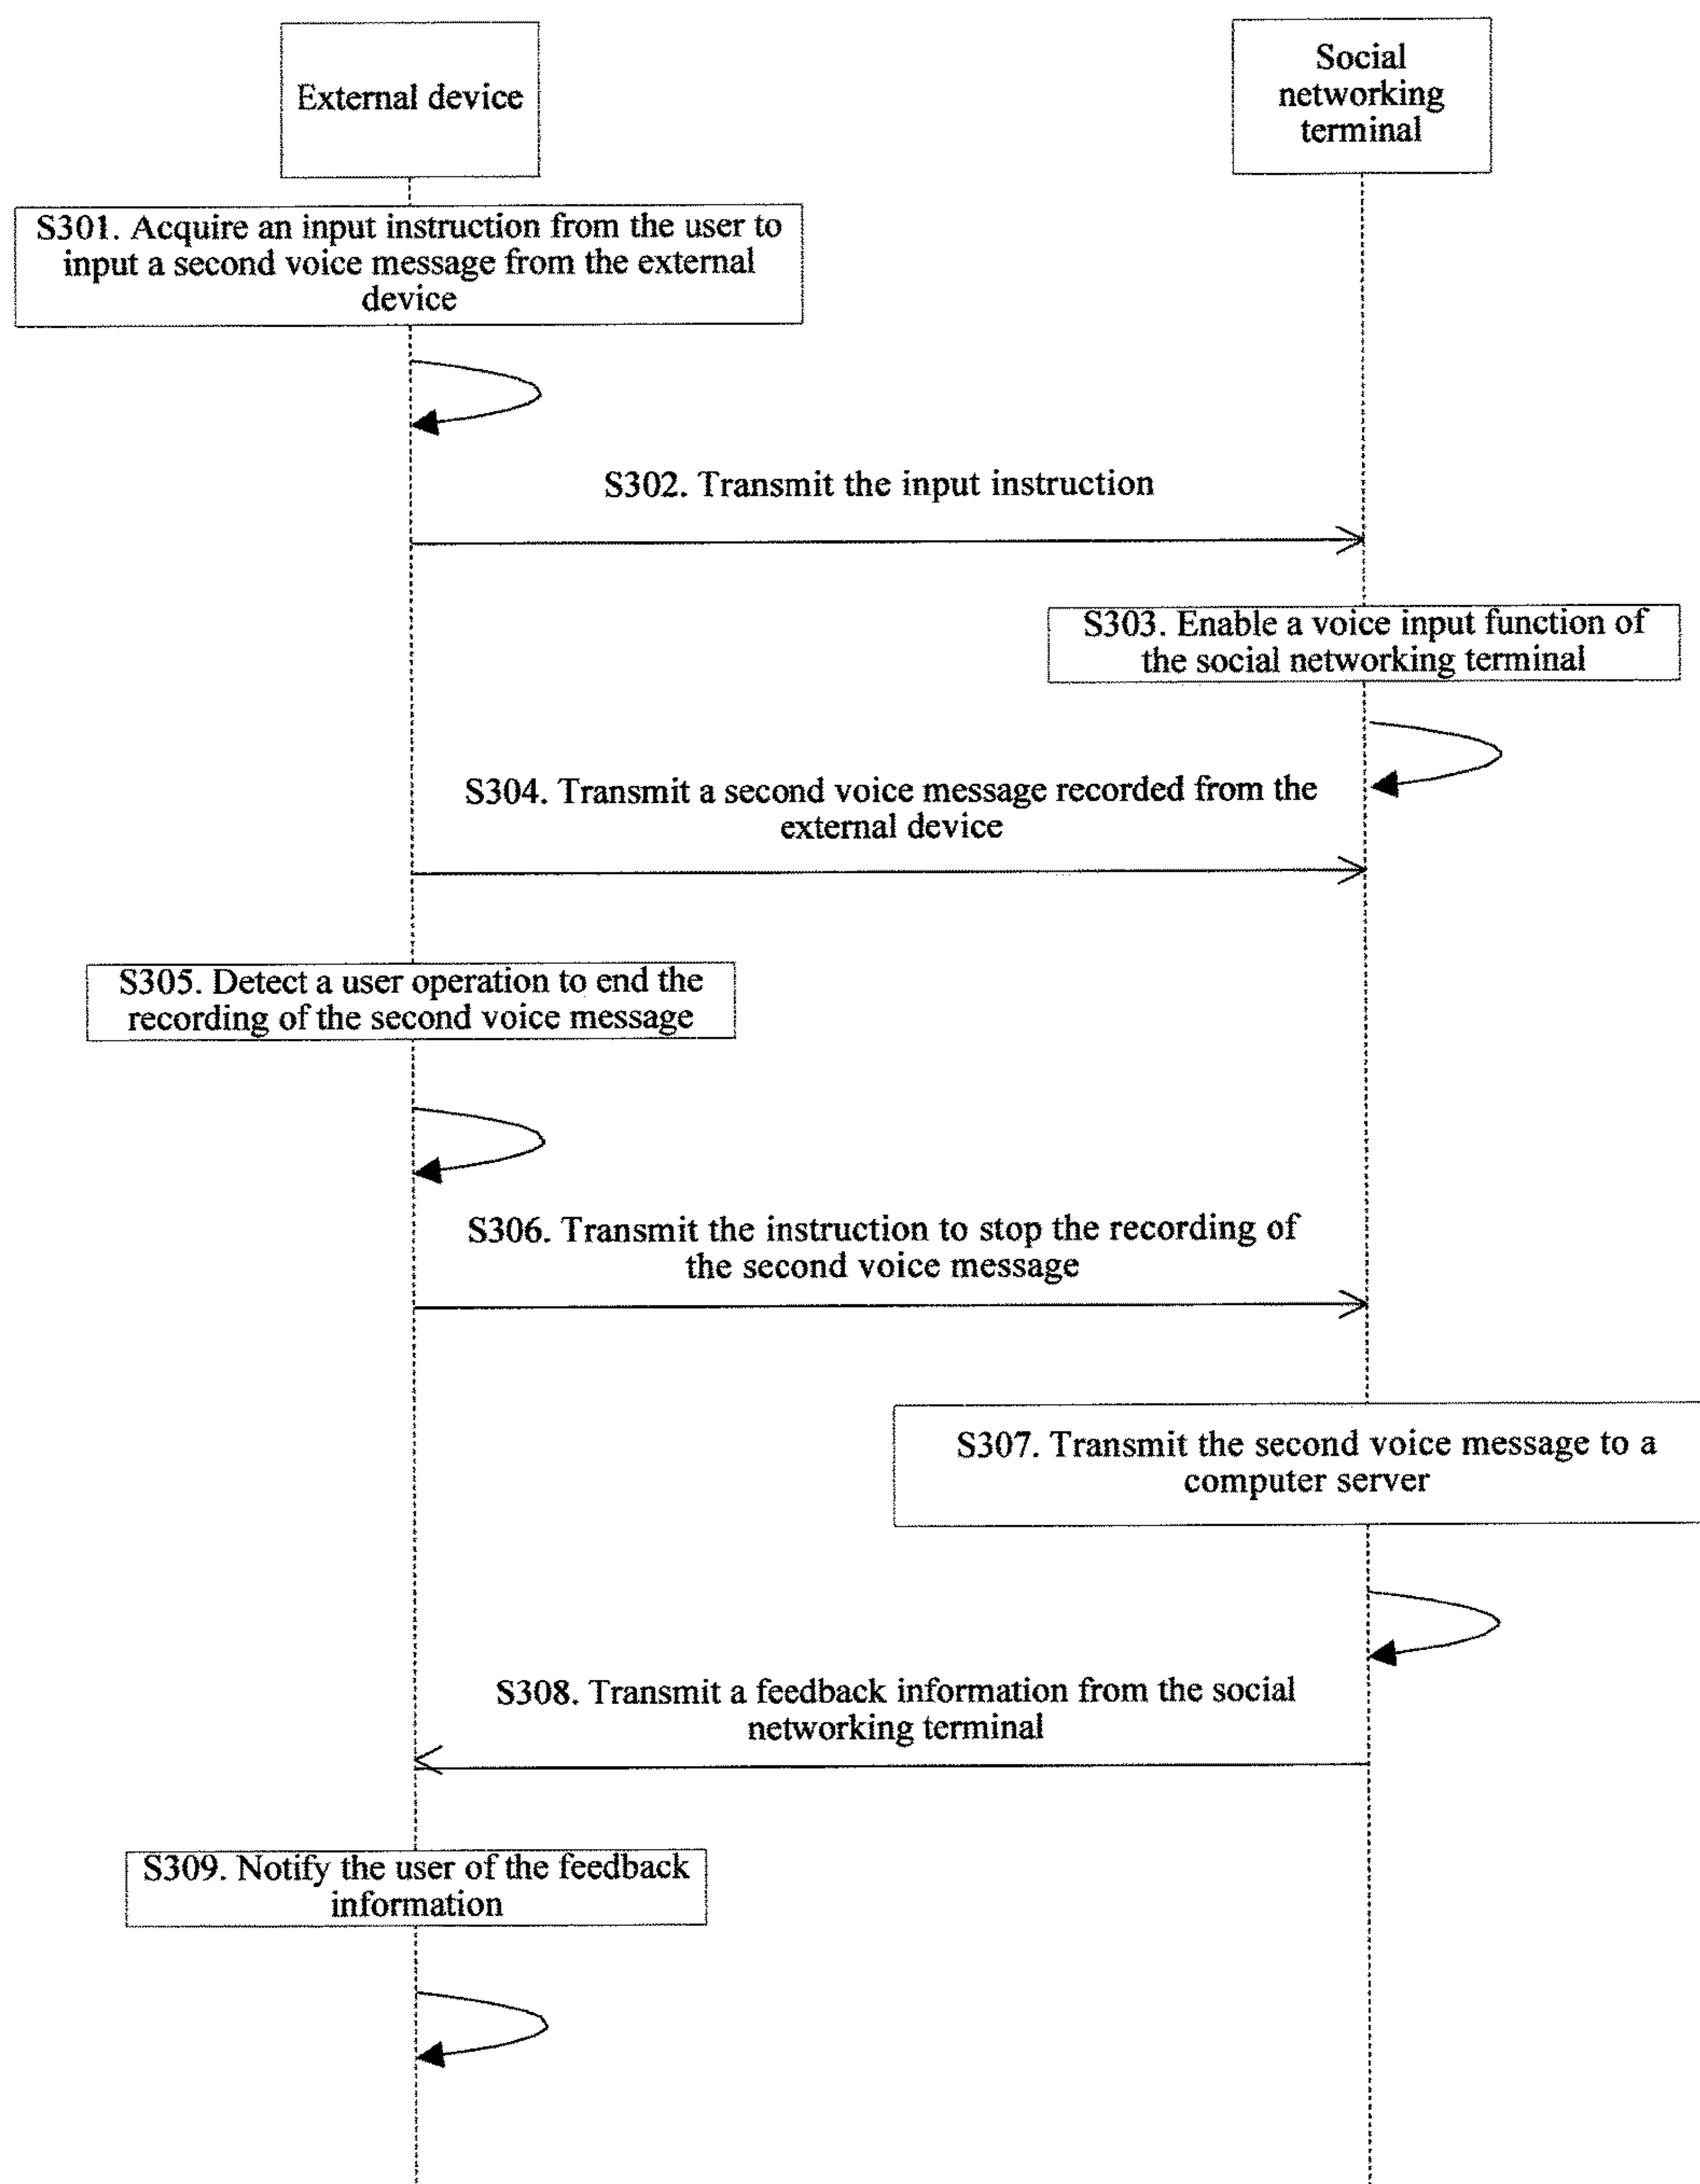 External device
Social
networking
terminal
S301. Acquire an input instruction from the user to
input a second voice message from the external
device
S302. Transmit the input instruction
S303. Enable a voice input function of
the social networking terminal
S304. Transmit a second voice message recorded from the
external device
S305. Detect a user operation to end the
recording of the second voice message
S306. Transmit the instruction to stop the recording of
the second voice message
S307. Transmit the second voice message to a
computer server
S308. Transmit a feedback information from the social
networking terminal
S309. Notify the user of the feedback
information